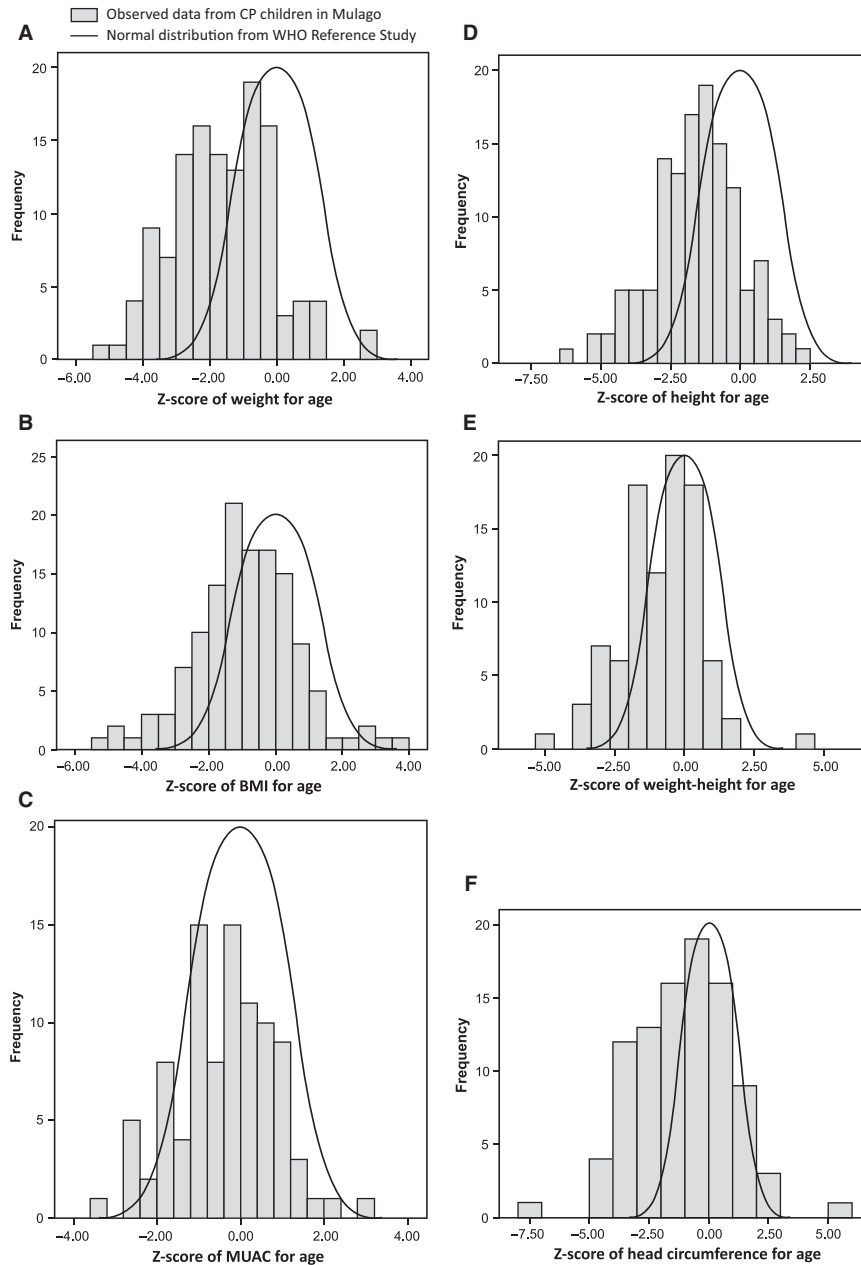 Observed data from CP children in Mulago
Normal distribution from WHO Reference Study
A
20
15
10
5
0
Frequency
−6.00 −4.00 −2.00 0.00 2.00 4.00
Z-score of weight for age
B
25
20
15
10
5
0
Frequency
−6.00 −4.00 −2.00 0.00 2.00 4.00
Z-score of BMI for age
C
20
15
10
5
0
Frequency
−4.00 −2.00 0.00 2.00 4.00
Z-score of MUAC for age
D
20
15
10
5
0
Frequency
−7.50 −5.00 −2.50 0.00 2.50
Z-score of height for age
E
20
15
10
5
0
Frequency
−5.00 −2.50 0.00 2.50 5.00
Z-score of weight-height for age
F
20
15
10
5
0
Frequency
−7.50 −5.00 −2.50 0.00 2.50 5.00
Z-score of head circumference for age